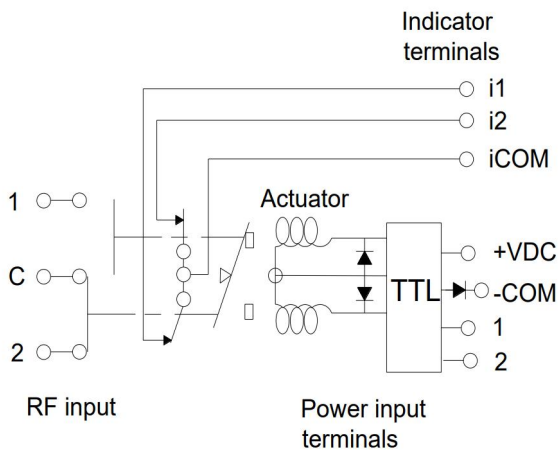 Indicator
terminals
i1
i2
iCOM
1
Actuator
+VDC
C
TTL
-COM
1
2
2
RF input
Power input
terminals